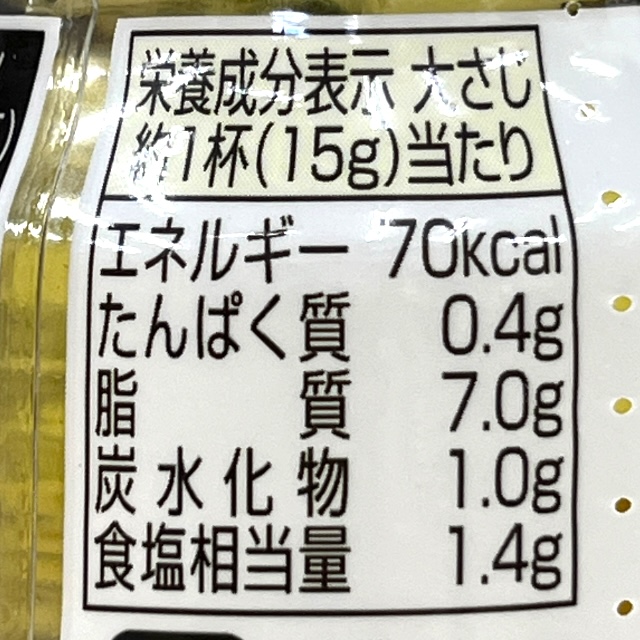 栄養成分表示 大さじ
約1杯(15g)当たり
エネルギー 70kcal
たんぱく質 0.4g
脂質 7.0g
炭水化物 1.0g
食塩相当量 1.4g